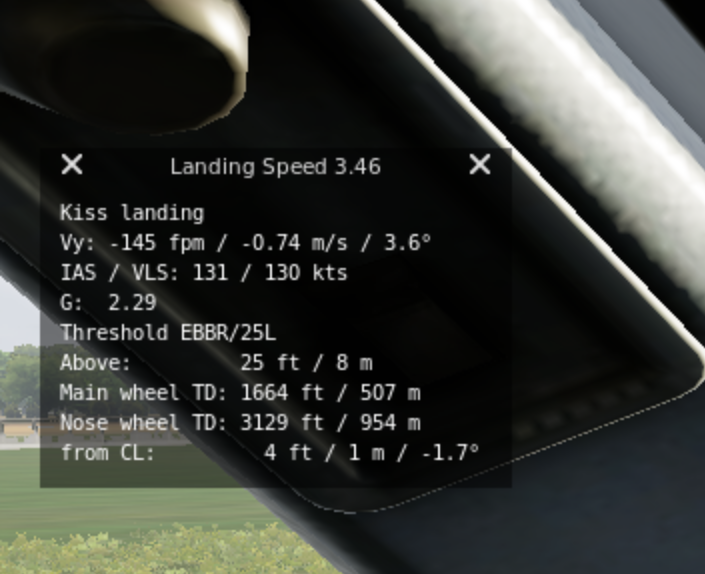 Landing Speed 3.46
Kiss landing
Vy: -145 fpm / -0.74 m/s / 3.6°
IAS / VLS: 131 / 130 kts
G: 2.29
Threshold EBBR/25L
Above: 25 ft / 8 m
Main wheel TD: 1664 ft / 507 m
Nose wheel TD: 3129 ft / 954 m
from CL: 4 ft / 1 m / -1.7°